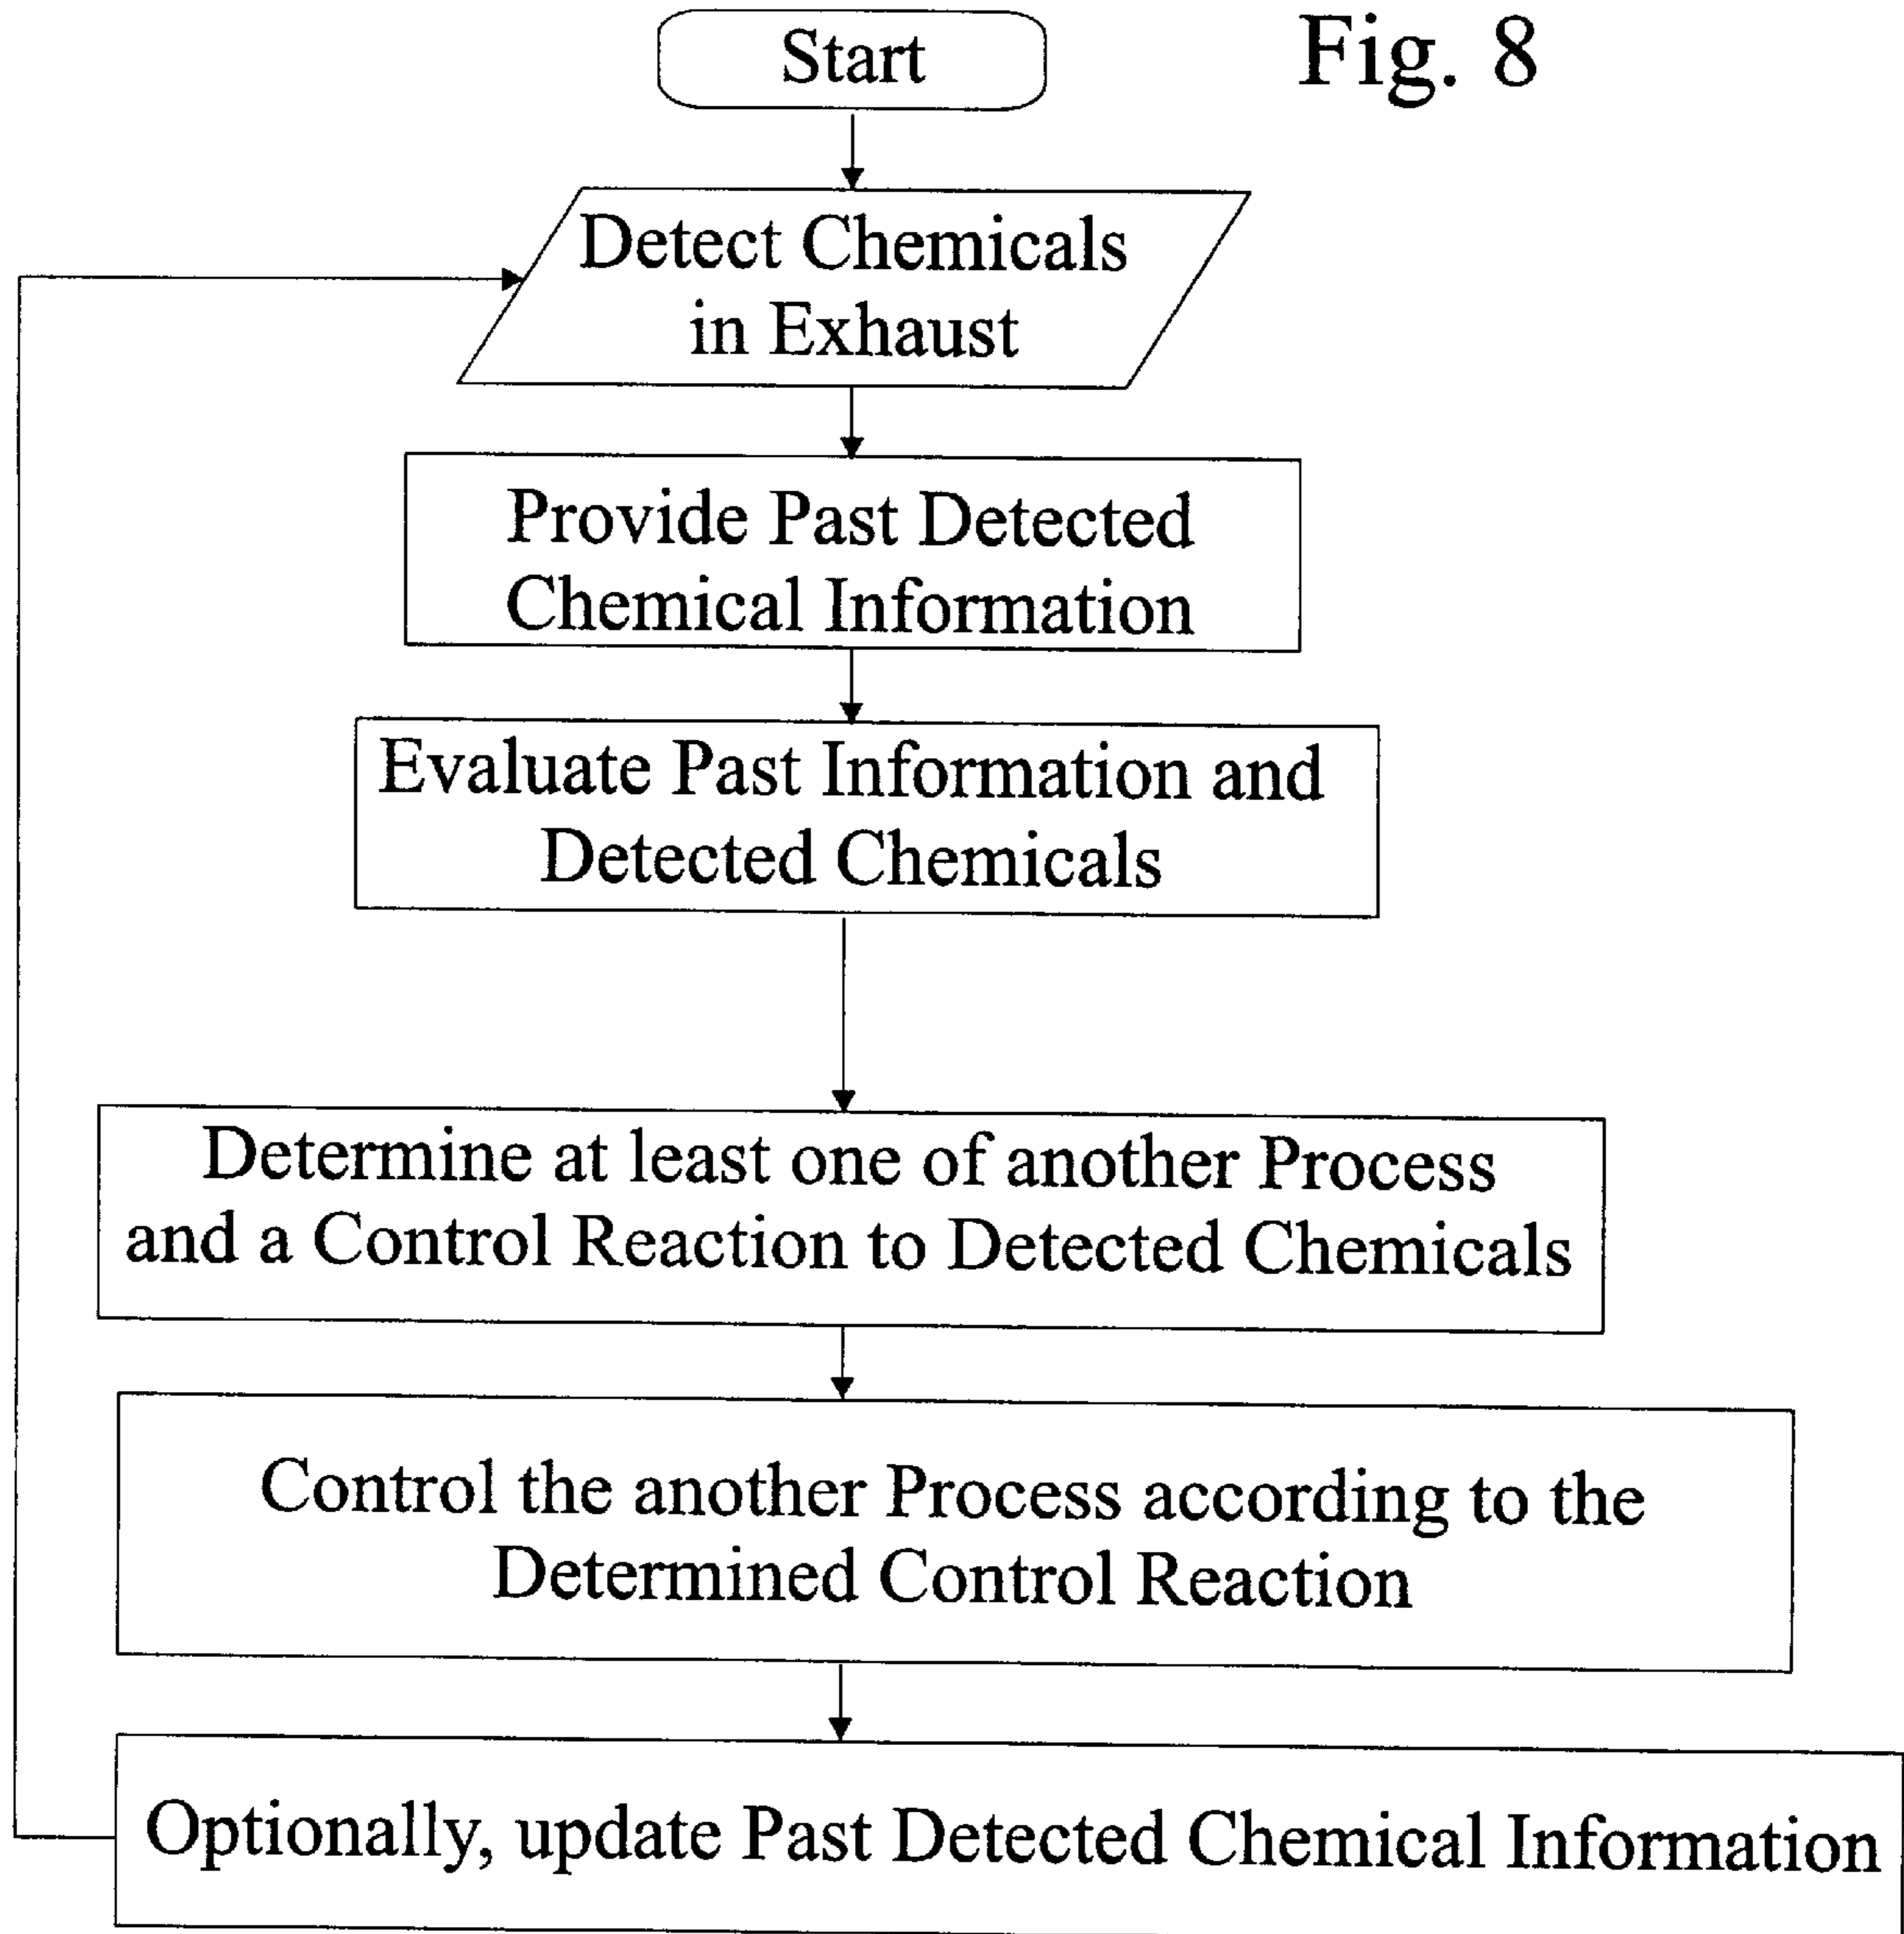 Start
Fig. 8
Detect Chemicals
in Exhaust
Provide Past Detected
Chemical Information
Evaluate Past Information and
Detected Chemicals
Determine at least one of another Process
and a Control Reaction to Detected Chemicals
Control the another Process according to the
Determined Control Reaction
Optionally, update Past Detected Chemical Information